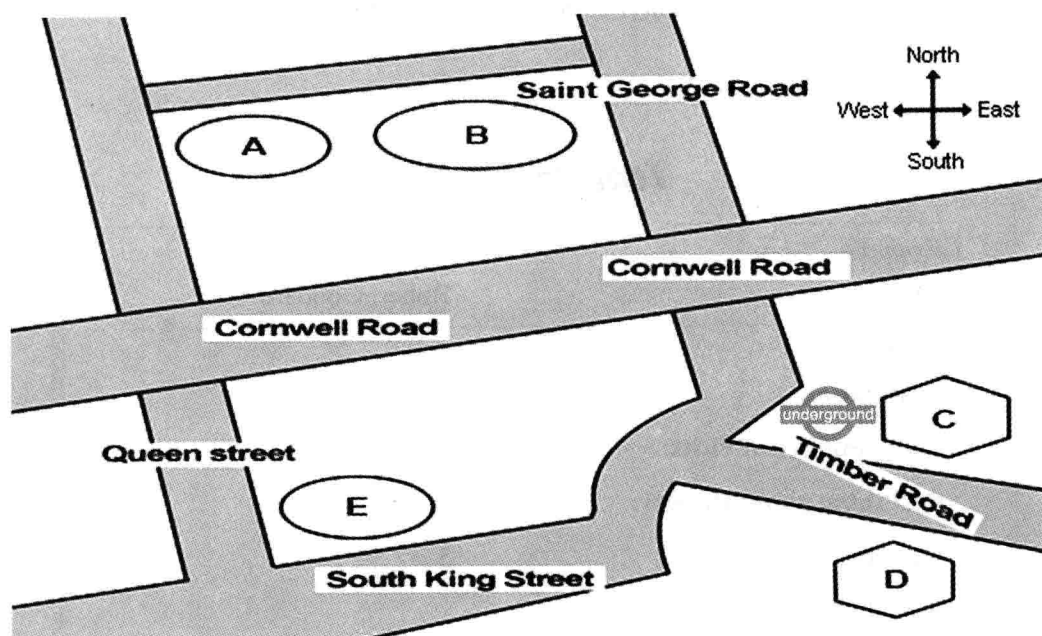 North
Saint George Road
West East
A B
South
Cornwell Road
Cornwell Road
underground C
Queen street
Timber Road
E
D
South King Street